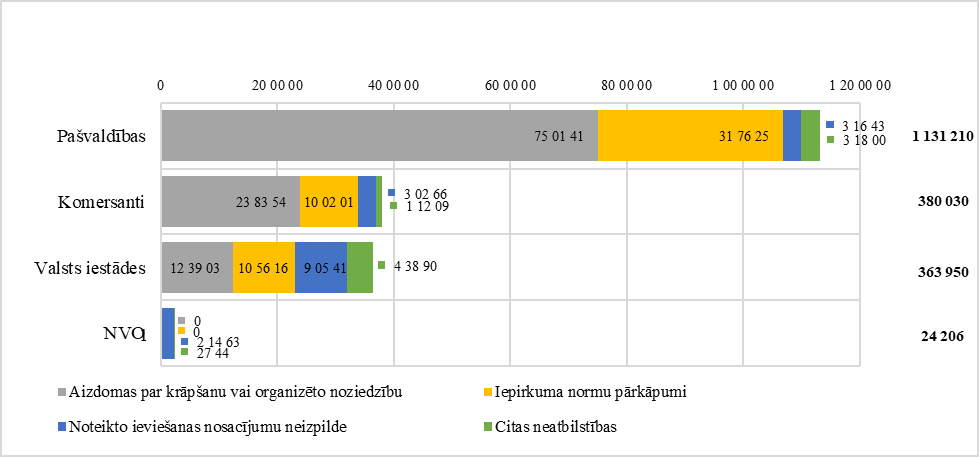 0 20 00 00 40 00 00 60 00 00 80 00 00 1 00 00 00 1 20 00 00
Pašvaldības 75 01 41 31 76 25 3 16 43 1 131 210
3 18 00
Komersanti 23 83 54 10 02 01 3 02 66 380 030
1 12 09
Valsts iestādes 12 39 03 10 56 16 9 05 41 4 38 90 363 950
0
NVO 0 24 206
2 14 63
27 44
Aizdomas par krāpšanu vai organizēto noziedzību Iepirkuma normu pārkāpumi
Noteikto ieviešanas nosacījumu neizpilde Citas neatbilstības